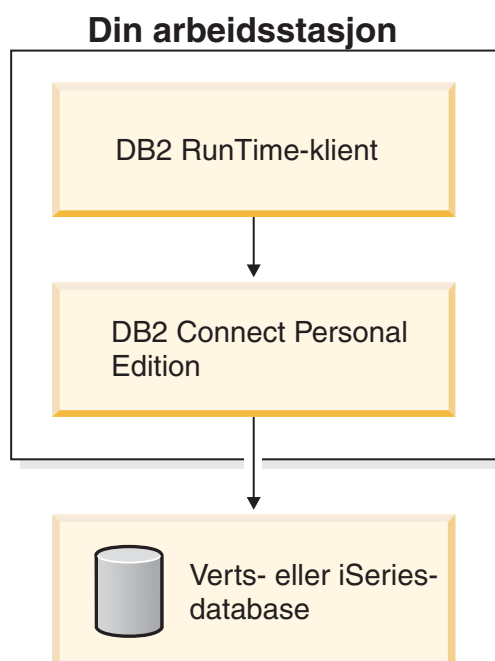 Din arbeidsstasjon
DB2 RunTime-klient
DB2 Connect Personal
Edition
Verts- eller iSeries-
database